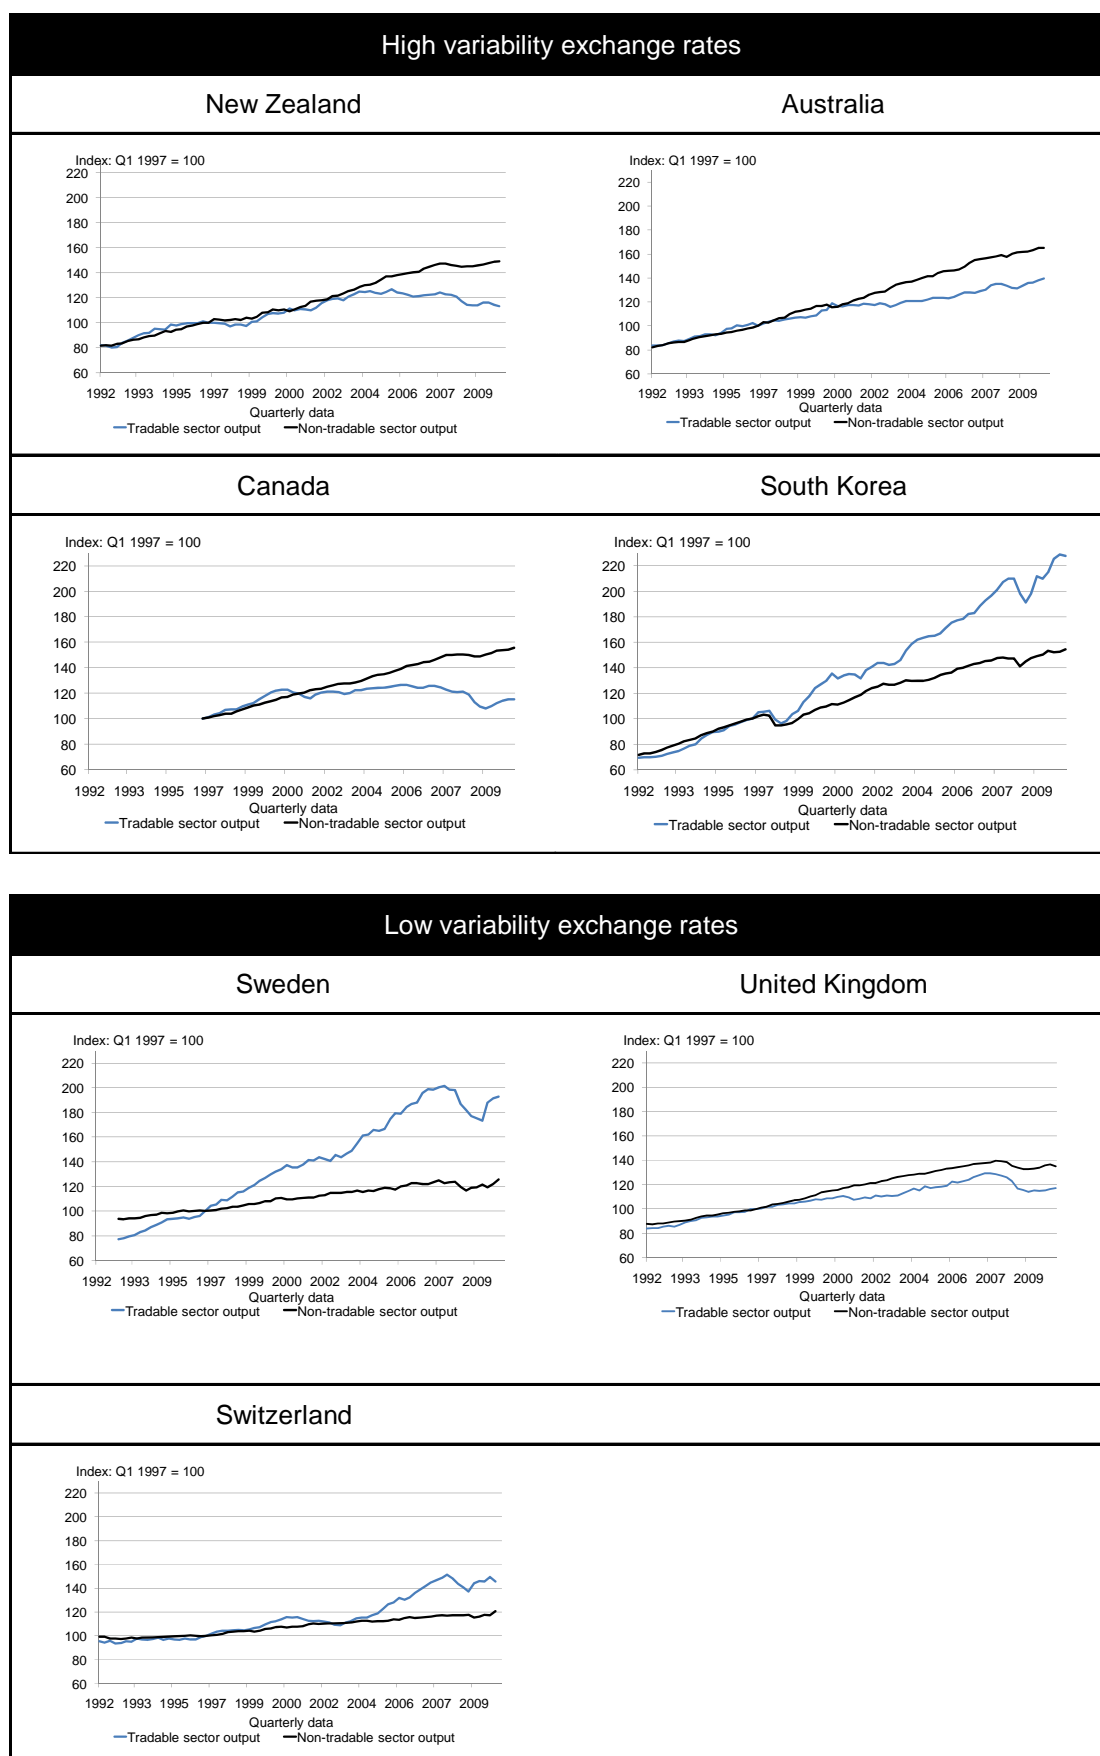 High variability exchange rates
New Zealand
Australia
Index: Q1 1997 = 100
220
200
180
160
140
120
100
80
60
1992 1993 1995 1997 1999 2000 2002 2004 2006 2007 2009
Quarterly data
Tradable sector output Non-tradable sector output
Index: Q1 1997 = 100
220
200
180
160
140
120
100
80
60
1992 1993 1995 1997 1999 2000 2002 2004 2006 2007 2009
Quarterly data
Tradable sector output Non-tradable sector output
Canada
South Korea
Index: Q1 1997 = 100
220
200
180
160
140
120
100
80
60
1992 1993 1995 1997 1999 2000 2002 2004 2006 2007 2009
Quarterly data
Tradable sector output Non-tradable sector output
Index: Q1 1997 = 100
220
200
180
160
140
120
100
80
60
1992 1993 1995 1997 1999 2000 2002 2004 2006 2007 2009
Quarterly data
Tradable sector output Non-tradable sector output
Low variability exchange rates
Sweden
United Kingdom
Index: Q1 1997 = 100
220
200
180
160
140
120
100
80
60
1992 1993 1995 1997 1999 2000 2002 2004 2006 2007 2009
Quarterly data
Tradable sector output Non-tradable sector output
Index: Q1 1997 = 100
220
200
180
160
140
120
100
80
60
1992 1993 1995 1997 1999 2000 2002 2004 2006 2007 2009
Quarterly data
Tradable sector output Non-tradable sector output
Switzerland
Index: Q1 1997 = 100
220
200
180
160
140
120
100
80
60
1992 1993 1995 1997 1999 2000 2002 2004 2006 2007 2009
Quarterly data
Tradable sector output Non-tradable sector output